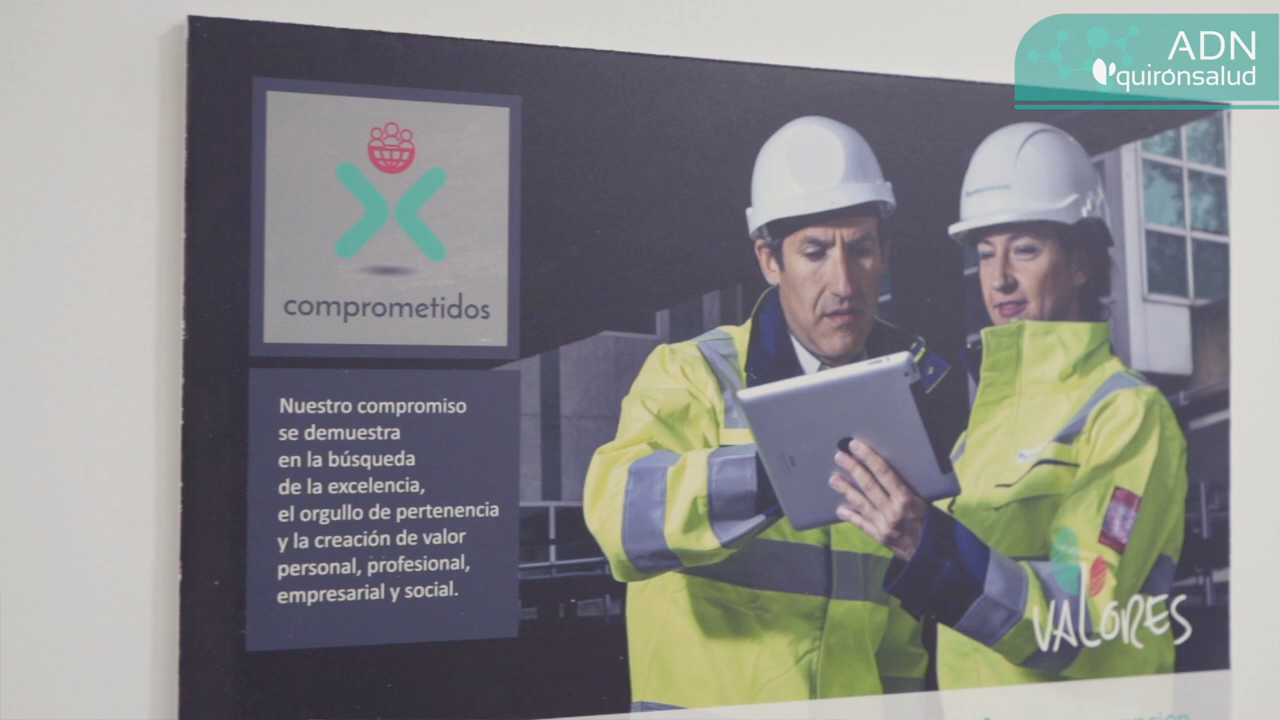 ADN
quirónsalud
comprometidos
Nuestro compromiso
se demuestra
en la búsqueda
de la excelencia,
el orgullo de pertenencia
y la creación de valor
personal, profesional,
empresarial y social.
VALORES